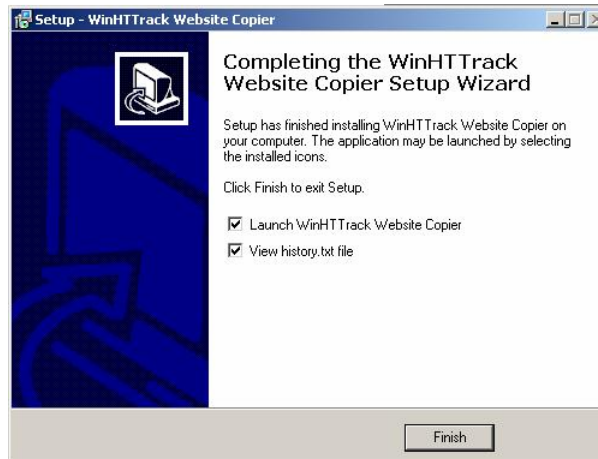 Setup - WinHTTrack Website Copier
Completing the WinHTTrack
Website Copier Setup Wizard
Setup has finished installing WinHTTrack Website Copier on
your computer. The application may be launched by selecting
the installed icons.
Click Finish to exit Setup.
Launch WinHTTrack Website Copier
View history.txt file
Finish